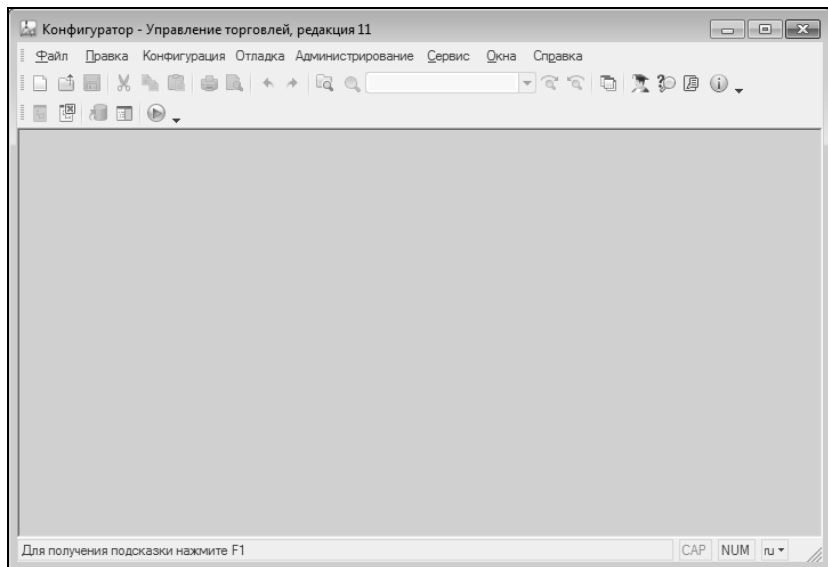 Конфигуратор - Управление торговлей, редакция 11
Файл Правка Конфигурация Отладка Администрирование Сервис Окна Справка
Для получения подсказки нажмите F1 CAP NUM ru